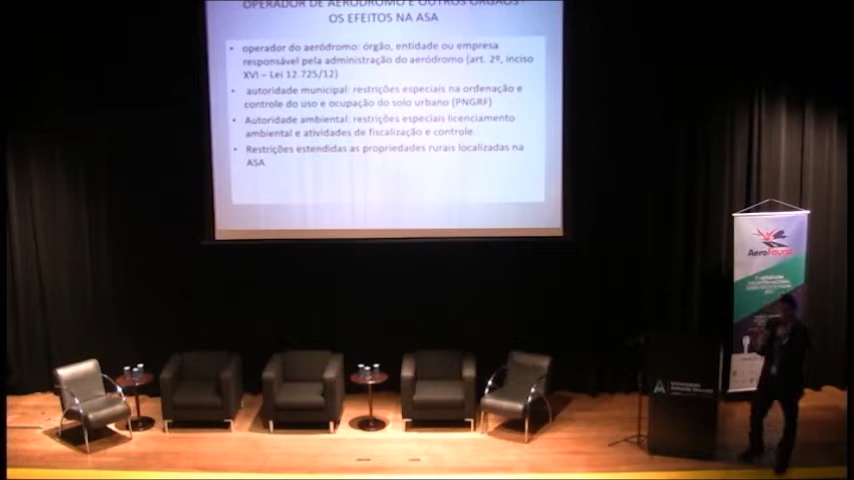 OPERADOR DE AERÓDROMO E OUTROS ÓRGÃOS -
OS EFEITOS NA ASA
• operador do aeródromo: órgão, entidade ou empresa
responsável pela administração do aeródromo (art. 2º, inciso
XVI – Lei 12.725/12)
• autoridade municipal: restrições especiais na ordenação e
controle do uso e ocupação do solo urbano (PNGRF)
• Autoridade ambiental: restrições especiais licenciamento
ambiental e atividades de fiscalização e controle.
• Restrições estendidas as propriedades rurais localizadas na
ASA
AeroFauna